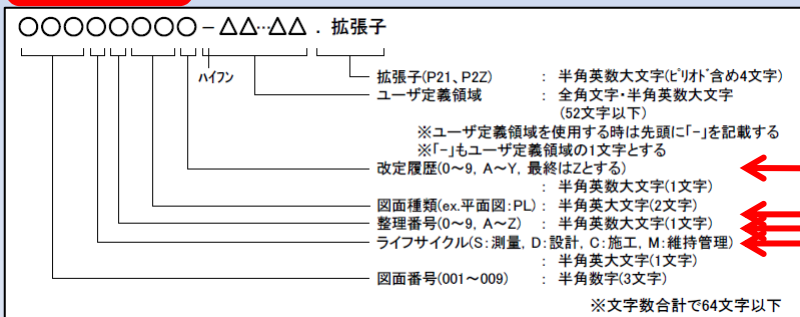 ○○○○○○○○○－△△…△△．拡張子
ハイフン
拡張子(P21、P2Z) ： 半角英数大文字(ピリオド含め4文字)
ユーザ定義領域 ： 全角文字・半角英数大文字
(52文字以下)
※ユーザ定義領域を使用する時は先頭に「-」を記載する
※「-」もユーザ定義領域の1文字とする
改定履歴(0～9, A～Y, 最終はZとする)
： 半角英数大文字(1文字)
図面種類(ex.平面図:PL) ： 半角英大文字(2文字)
整理番号(0～9, A～Z) ： 半角英数大文字(1文字)
ライフサイクル(S:測量, D:設計, C:施工, M:維持管理)
： 半角英大文字(1文字)
図面番号(001～009) ： 半角数字(3文字)
※文字数合計で64文字以下